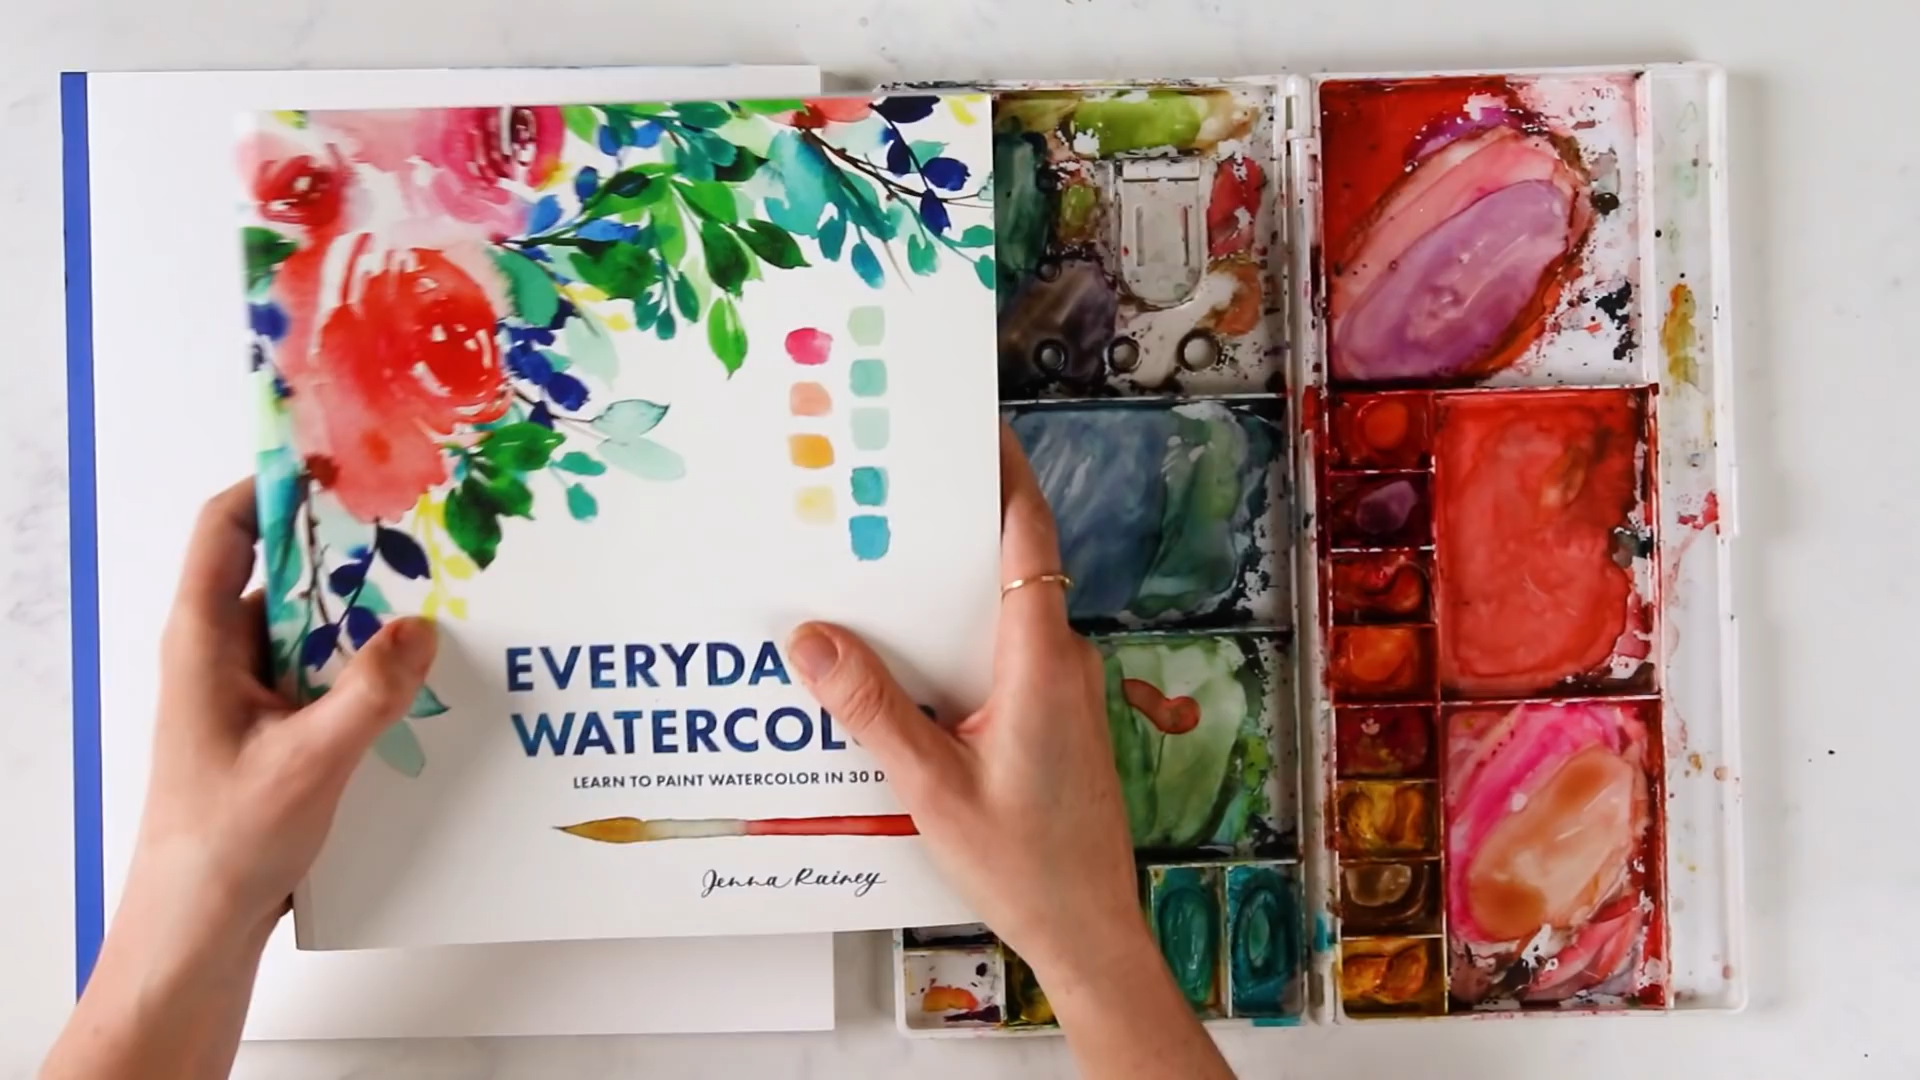 EVERYDA
WATERCOL
LEARN TO PAINT WATERCOLOR IN 30 D
Jenna Rainey